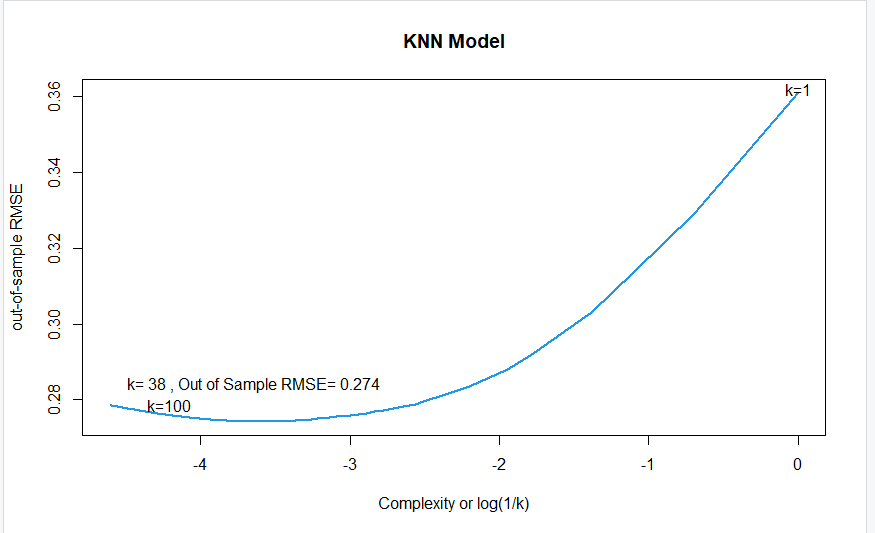 KNN Model
out-of-sample RMSE
0.36
0.34
0.32
0.30
0.28
k=1
k= 38 , Out of Sample RMSE= 0.274
k=100
-4 -3 -2 -1 0
Complexity or log(1/k)